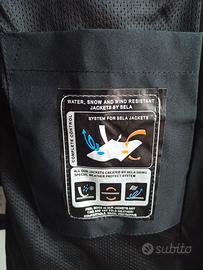 WATER, SNOW AND WIND RESISTANT
JACKETS BY SELA
SYSTEM FOR SELA JACKETS
COMPLETE CONTROL
ALL OUR JACKETS CREATED BY SELA USING
SPECIAL WEATHER PROTECT SYSTEM
subito